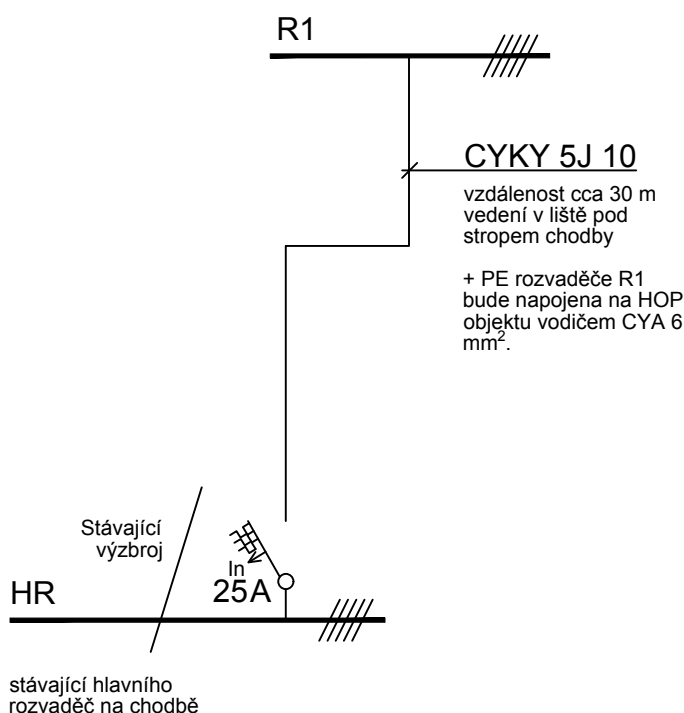 R1
CYKY 5J 10
vzdálenost cca 30 m
vedení v liště pod
stropem chodby
+ PE rozvaděče R1
bude napojena na HOP
objektu vodičem CYA 6
mm².
Stávající
výzbroj
In
25A
HR
stávající hlavního
rozvaděč na chodbě